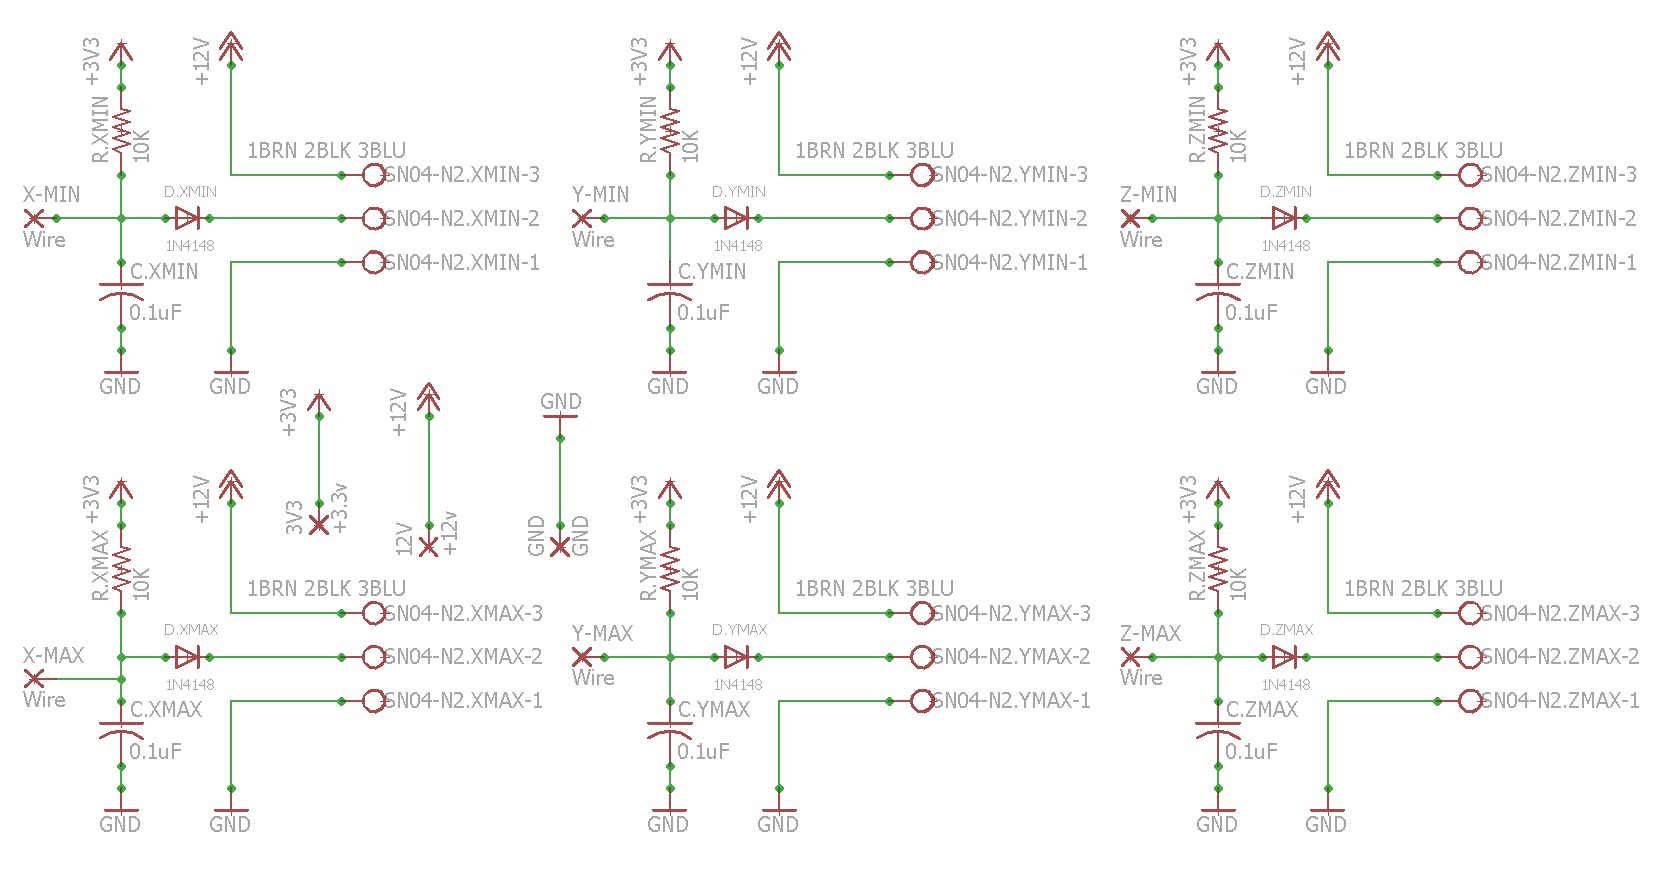 +3V3
+12V
R.XMIN
10K
1BRN 2BLK 3BLU
SN04-N2.XMIN-3
X-MIN
D.XMIN
SN04-N2.XMIN-2
Wire
1N4148
SN04-N2.XMIN-1
C.XMIN
0.1uF
GND
GND
+3V3
+12V
R.YMIN
10K
1BRN 2BLK 3BLU
SN04-N2.YMIN-3
Y-MIN
D.YMIN
SN04-N2.YMIN-2
Wire
1N4148
SN04-N2.YMIN-1
C.YMIN
0.1uF
GND
GND
+3V3
+12V
R.ZMIN
10K
1BRN 2BLK 3BLU
SN04-N2.ZMIN-3
Z-MIN
D.ZMIN
SN04-N2.ZMIN-2
Wire
1N4148
SN04-N2.ZMIN-1
C.ZMIN
0.1uF
GND
GND
+3V3
3V3
+3.3v
+12V
12V
+12v
GND
GND
GND
+3V3
+12V
R.XMAX
10K
1BRN 2BLK 3BLU
SN04-N2.XMAX-3
D.XMAX
X-MAX
SN04-N2.XMAX-2
Wire
1N4148
SN04-N2.XMAX-1
C.XMAX
0.1uF
GND
GND
+3V3
+12V
R.YMAX
10K
1BRN 2BLK 3BLU
SN04-N2.YMAX-3
Y-MAX
D.YMAX
SN04-N2.YMAX-2
Wire
1N4148
SN04-N2.YMAX-1
C.YMAX
0.1uF
GND
GND
+3V3
+12V
R.ZMAX
10K
1BRN 2BLK 3BLU
SN04-N2.ZMAX-3
Z-MAX
D.ZMAX
SN04-N2.ZMAX-2
Wire
1N4148
SN04-N2.ZMAX-1
C.ZMAX
0.1uF
GND
GND